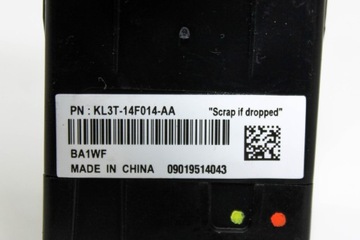 PN : KL3T-14F014-AA "Scrap if dropped"
BA1WF
MADE IN CHINA 09019514043